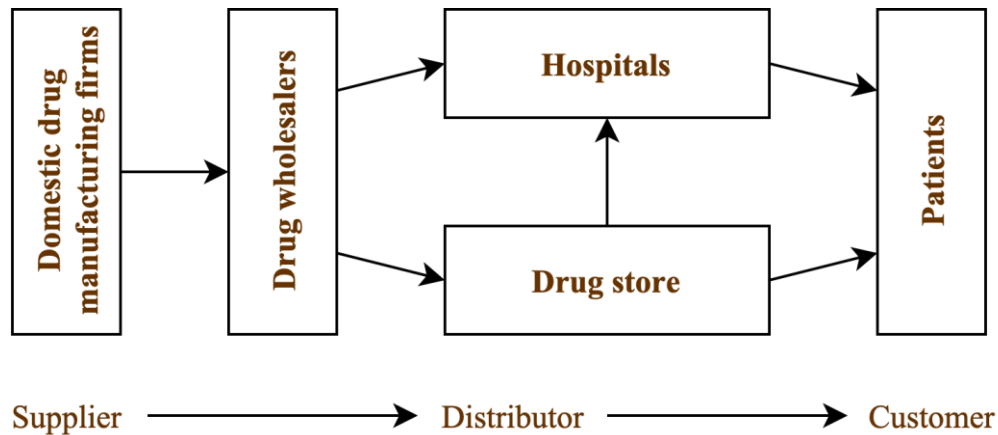 Domestic drug
manufacturing firms
Drug wholesalers
Hospitals
Drug store
Patients
Supplier
Distributor
Customer